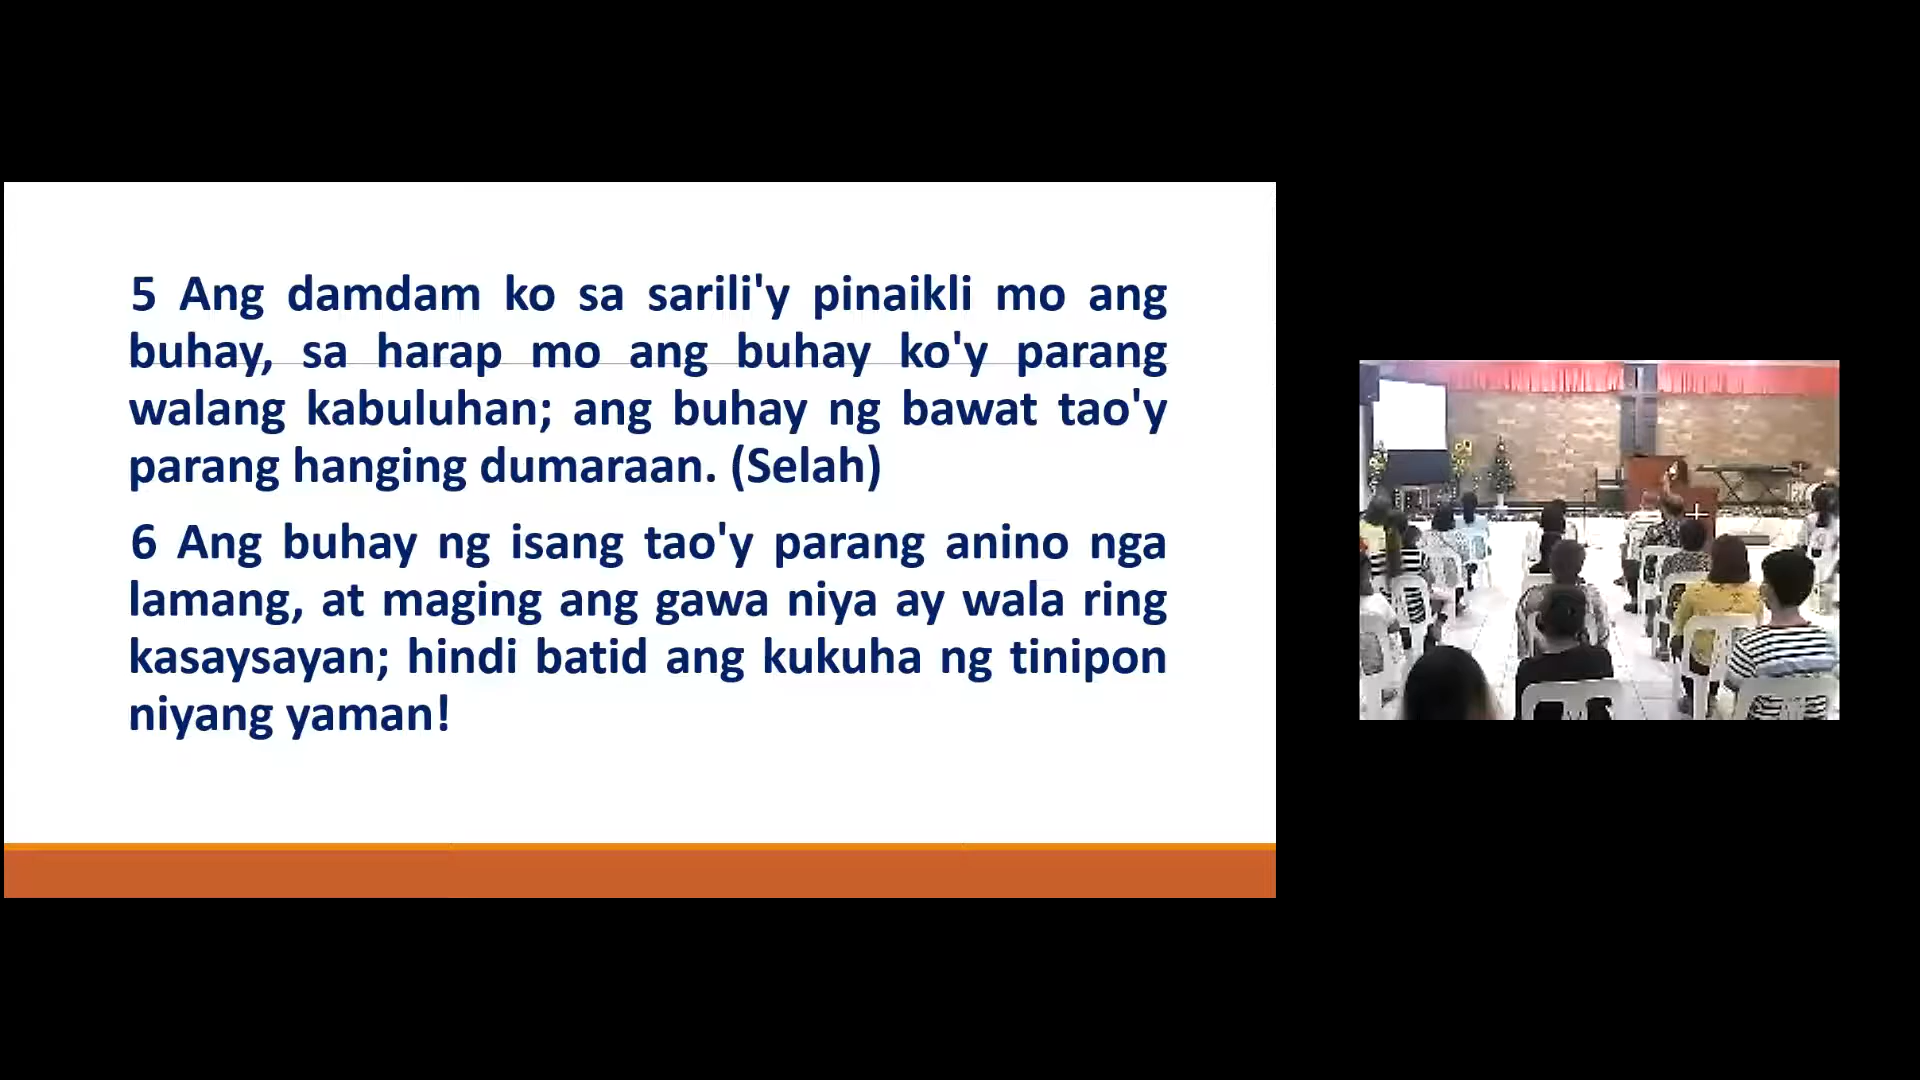 5 Ang damdam ko sa sarili'y pinaikli mo ang
buhay, sa harap mo ang buhay ko'y parang
walang kabuluhan; ang buhay ng bawat tao'y
parang hanging dumaraan. (Selah)
6 Ang buhay ng isang tao'y parang anino nga
lamang, at maging ang gawa niya ay wala ring
kasaysayan; hindi batid ang kukuha ng tinipon
niyang yaman!